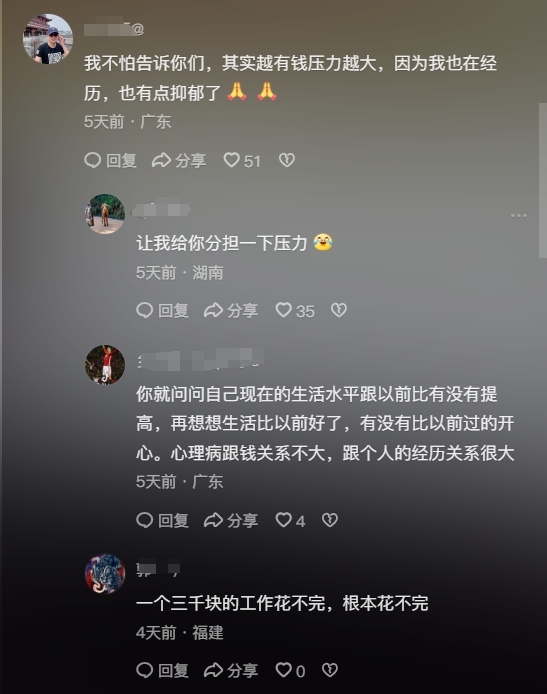 @
我不怕告诉你们，其实越有钱压力越大，因为我也在经
历，也有点抑郁了🙏 🙏
5天前 · 广东
回复 分享 51
让我给你分担一下压力😂
5天前 · 湖南
回复 分享 35
你就问问自己现在的生活水平跟以前比有没有提
高，再想想生活比以前好了，有没有比以前过的开
心。心理病跟钱关系不大，跟个人的经历关系很大
5天前 · 广东
回复 分享 4
一个三千块的工作花不完，根本花不完
4天前 · 福建
回复 分享 0